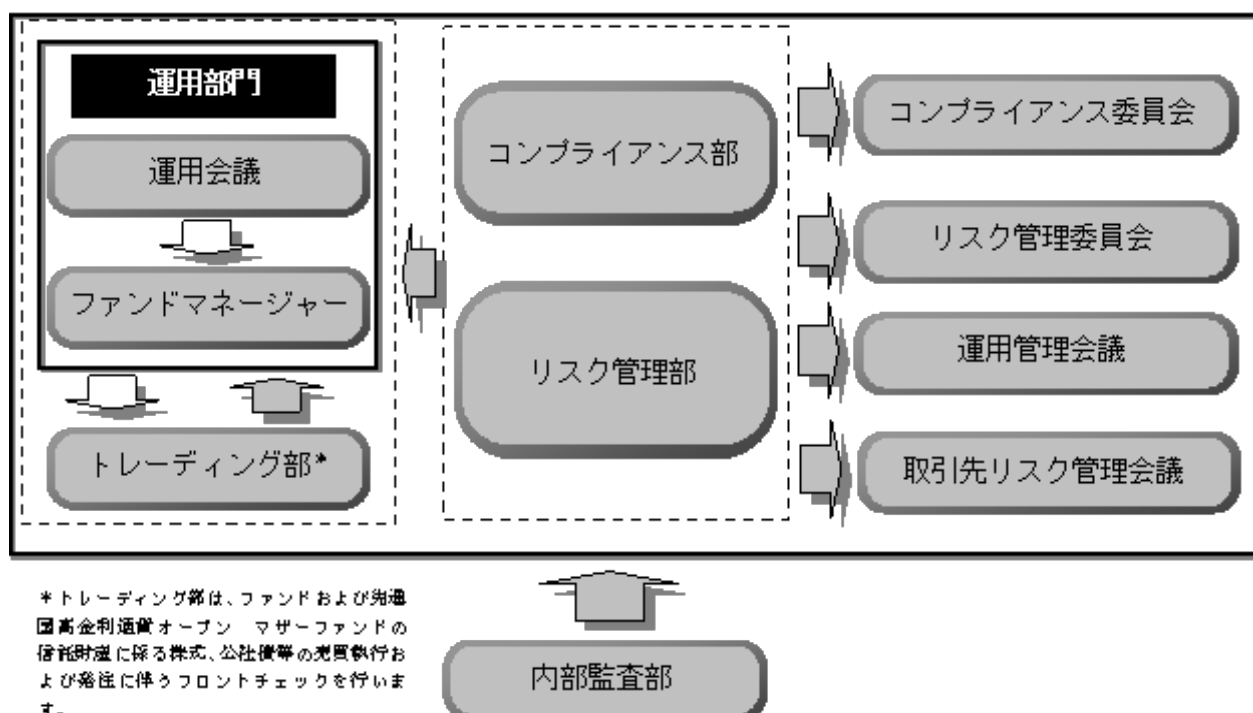 運用部門
運用会議
ファンドマネージャー
トレーディング部*
コンプライアンス部
リスク管理部
コンプライアンス委員会
リスク管理委員会
運用管理会議
取引先リスク管理会議
*トレーディング部は、ファンドおよび先進
国高金利通貨オープン マザーファンドの
信託財産に係る株式、公社債等の売買執行お
よび発注に伴うフロントチェックを行いま
す。
内部監査部